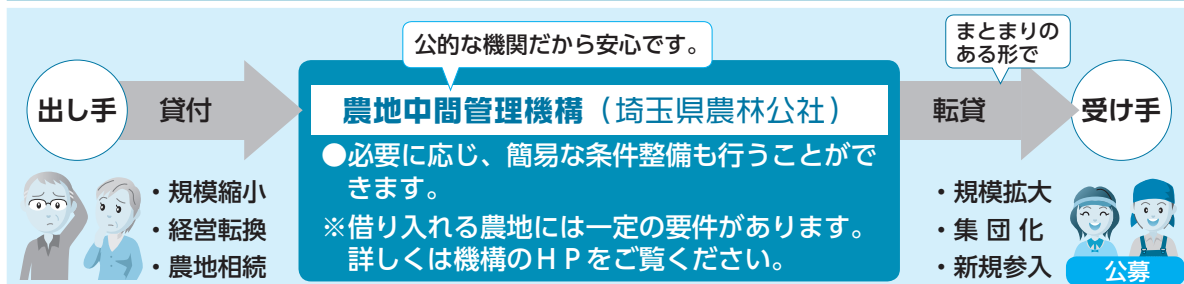 公的な機関だから安心です。
まとまりの
ある形で
出し手
貸付
農地中間管理機構（埼玉県農林公社）
転貸
受け手
●必要に応じ、簡易な条件整備も行うことがで
きます。
※借り入れる農地には一定の要件があります。
詳しくは機構のＨＰをご覧ください。
・規模縮小
・経営転換
・農地相続
・規模拡大
・集 団 化
・新規参入
公募